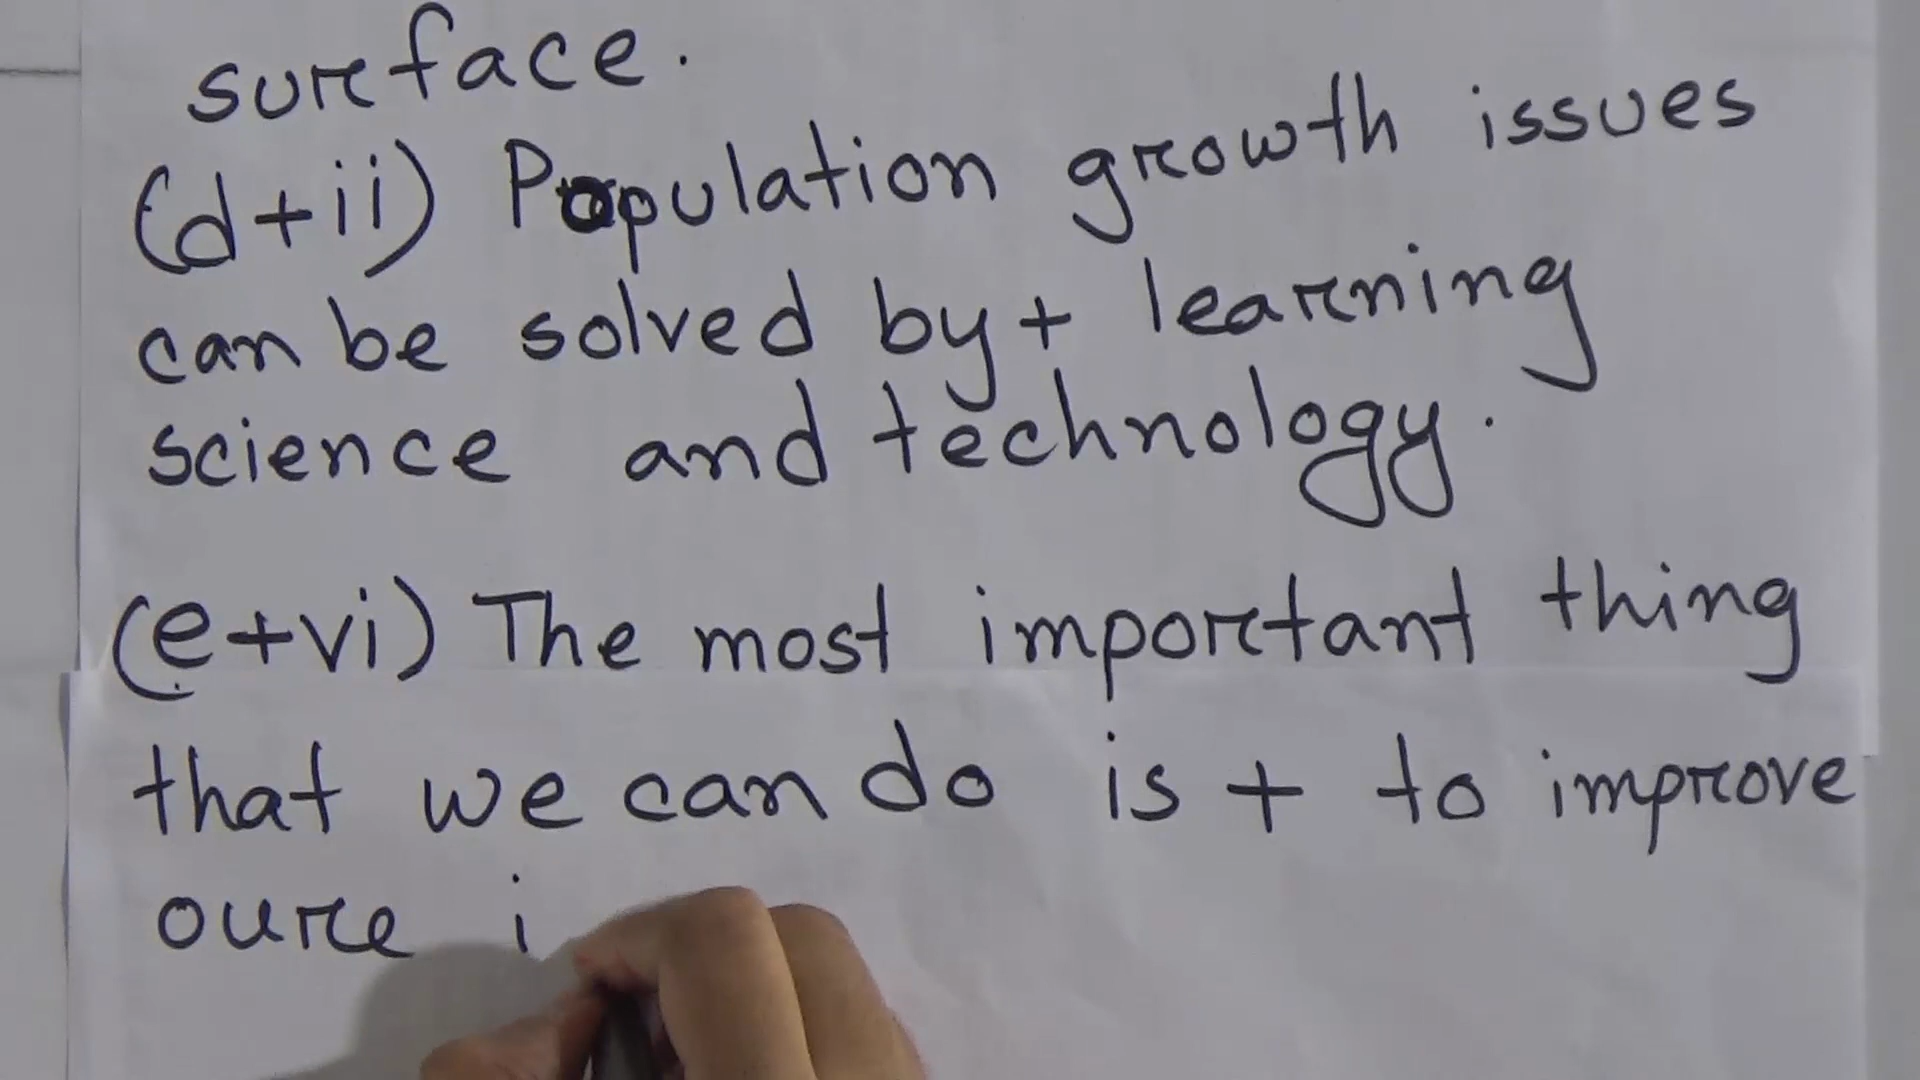 surface.
(d+ii) Population growth issues
can be solved by + learning
science and technology.
(e+vi) The most important thing
that we can do is + to improve
our i